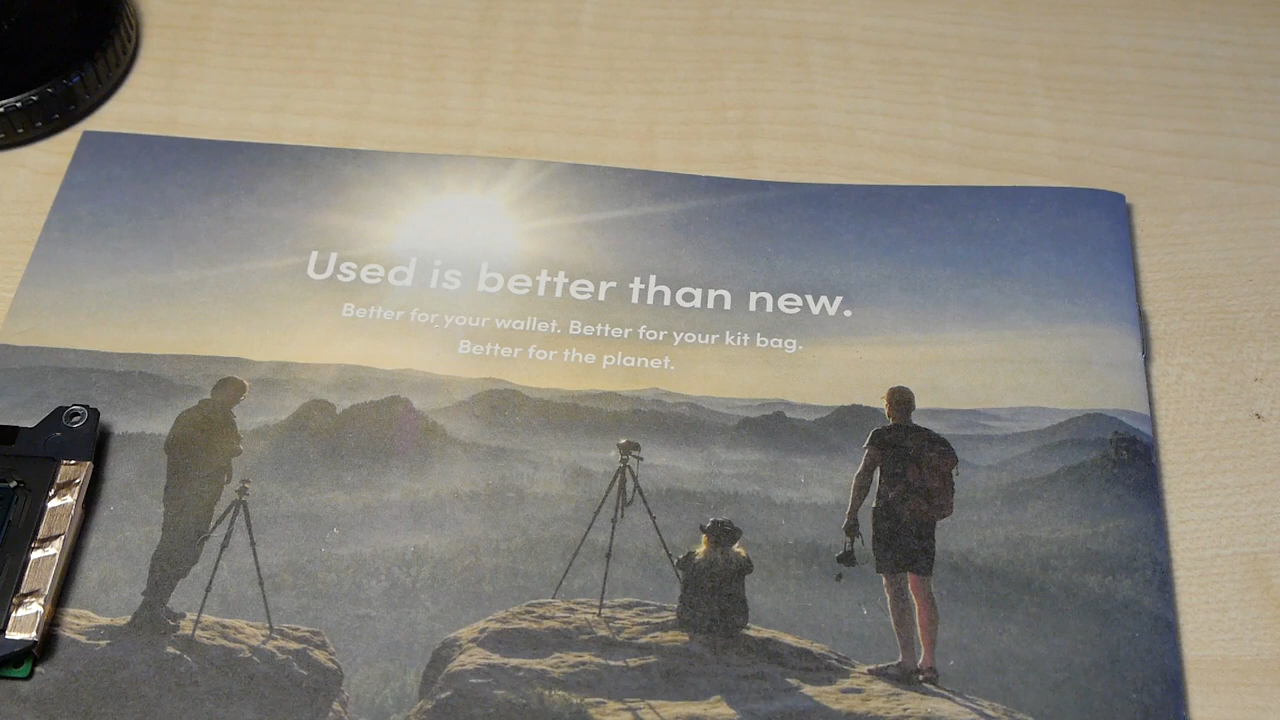 Used is better than new.
Better for your wallet. Better for your kit bag.
Better for the planet.